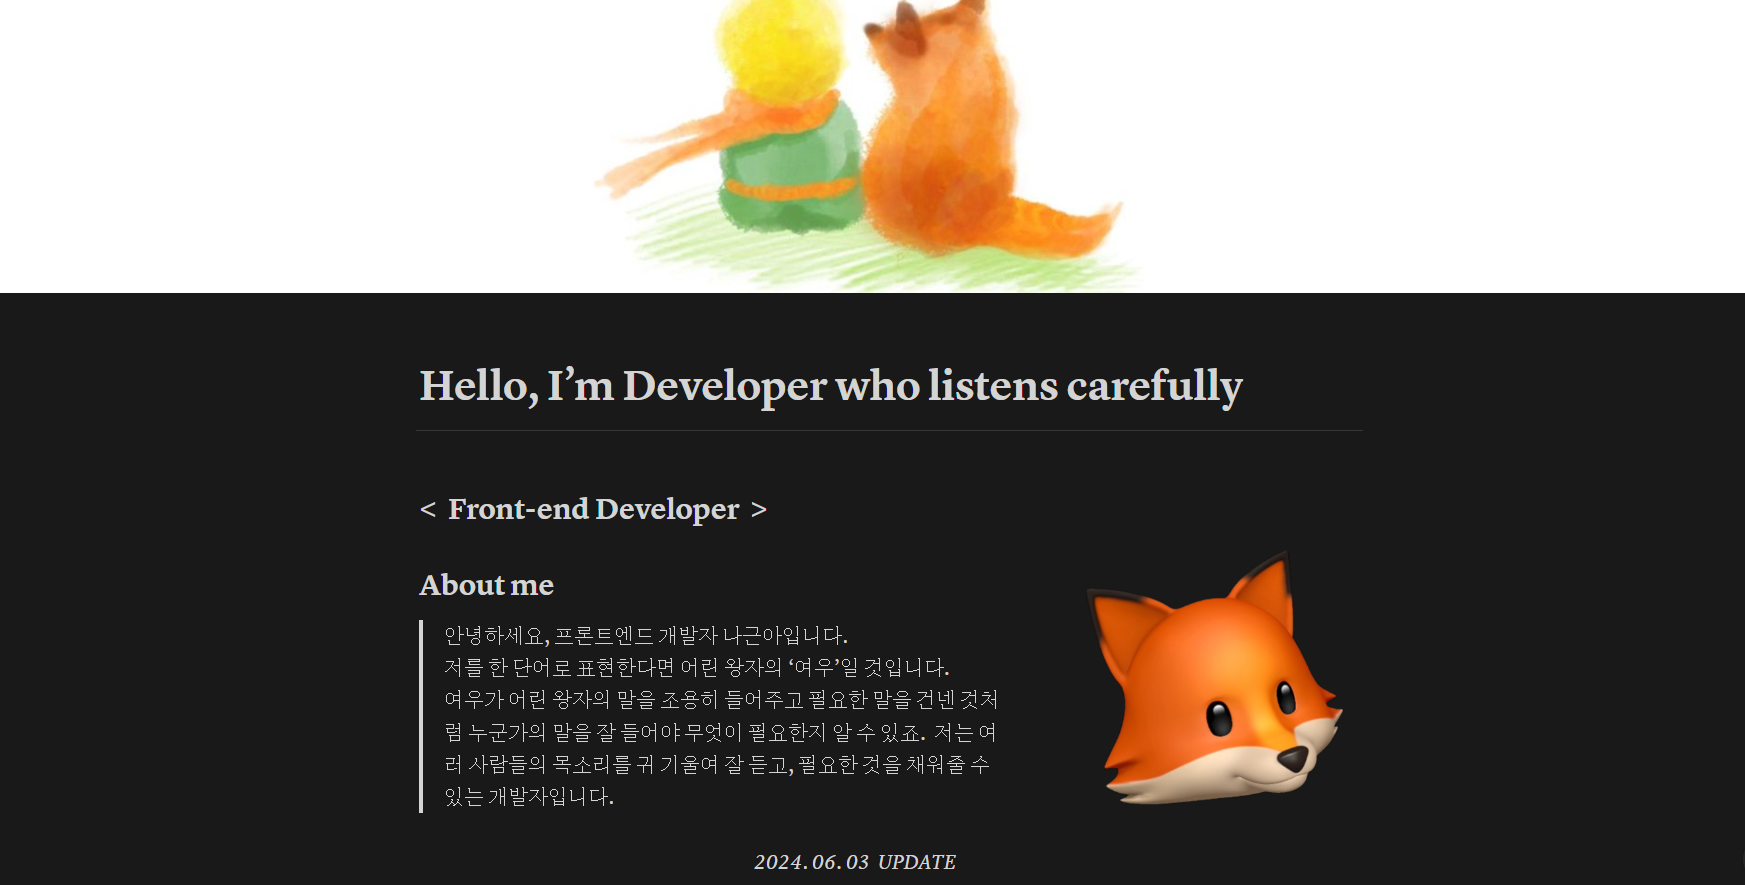 Hello, I’m Developer who listens carefully
< Front-end Developer >
About me
안녕하세요, 프론트엔드 개발자 나근아입니다.
저를 한 단어로 표현한다면 어린 왕자의 ‘여우’일 것입니다.
여우가 어린 왕자의 말을 조용히 들어주고 필요한 말을 건넨 것처
럼 누군가의 말을 잘 들어야 무엇이 필요한지 알 수 있죠. 저는 여
러 사람들의 목소리를 귀 기울여 잘 듣고, 필요한 것을 채워줄 수
있는 개발자입니다.
2024.06.03 UPDATE